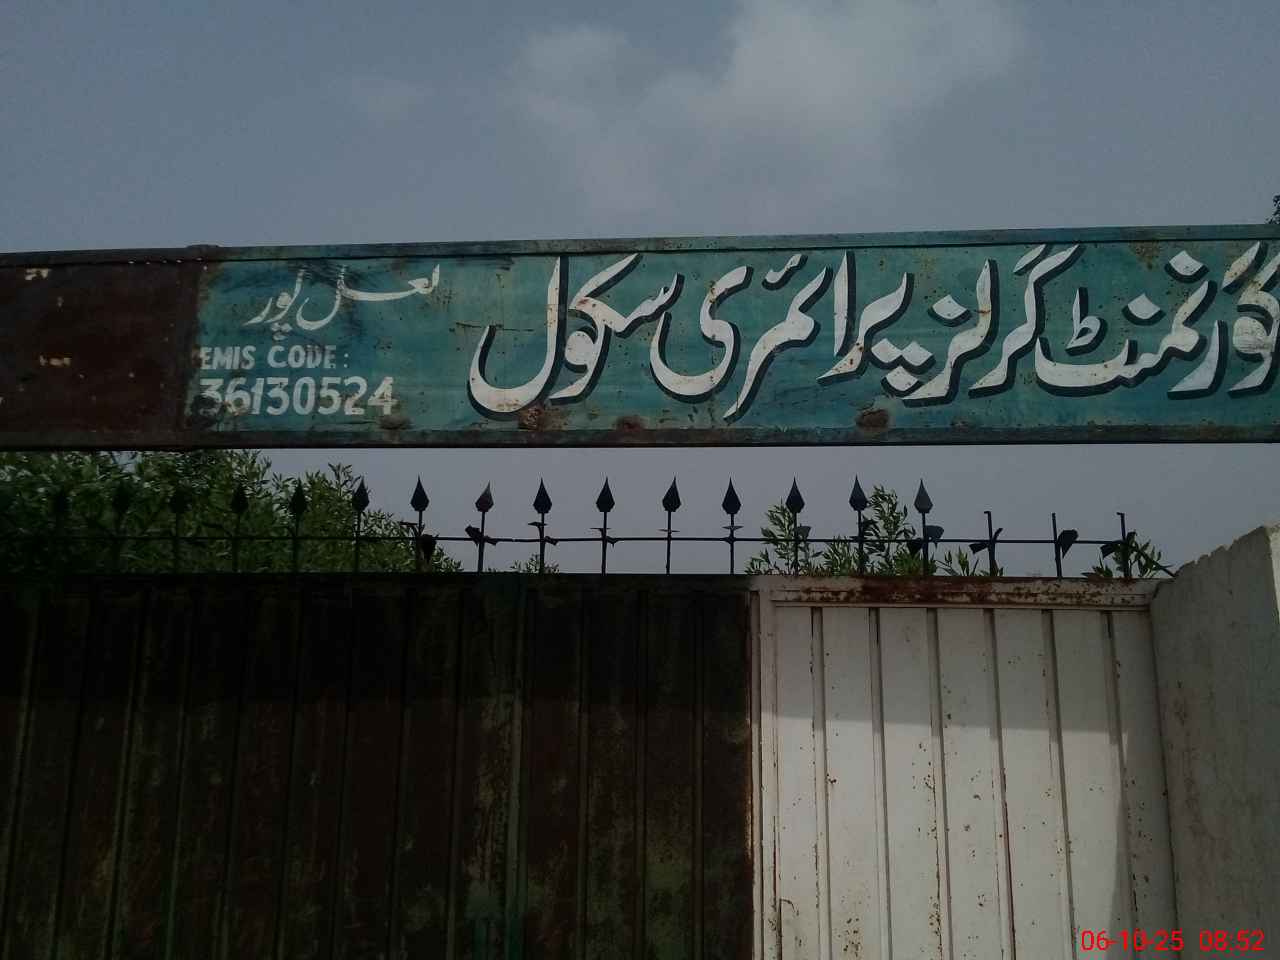 گورنمنٹ گرلز پرائمری سکول
لعل پور
EMIS CODE:
36130524
06-10-25 08:52